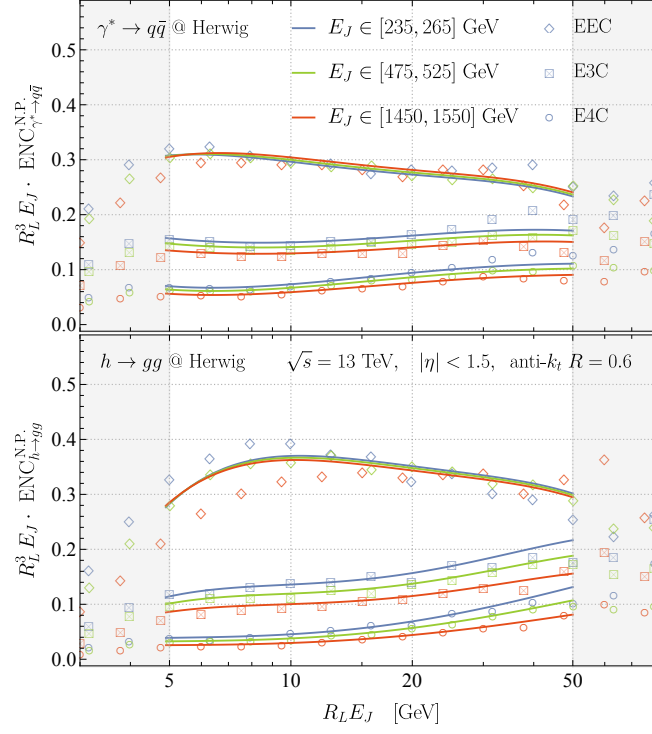 γ* → qq̄ @ Herwig
E_J ∈ [235, 265] GeV
EEC
E_J ∈ [475, 525] GeV
E3C
E_J ∈ [1450, 1550] GeV
E4C
0.5
0.4
0.3
0.2
0.1
0.0
R_L^3 E_J · ENC_{γ*→qq̄}^{N.P.}
h → gg @ Herwig
√s = 13 TeV, |η| < 1.5, anti-k_t R = 0.6
0.5
0.4
0.3
0.2
0.1
0.0
R_L^3 E_J · ENC_{h→gg}^{N.P.}
5 10 20 50
R_L E_J [GeV]